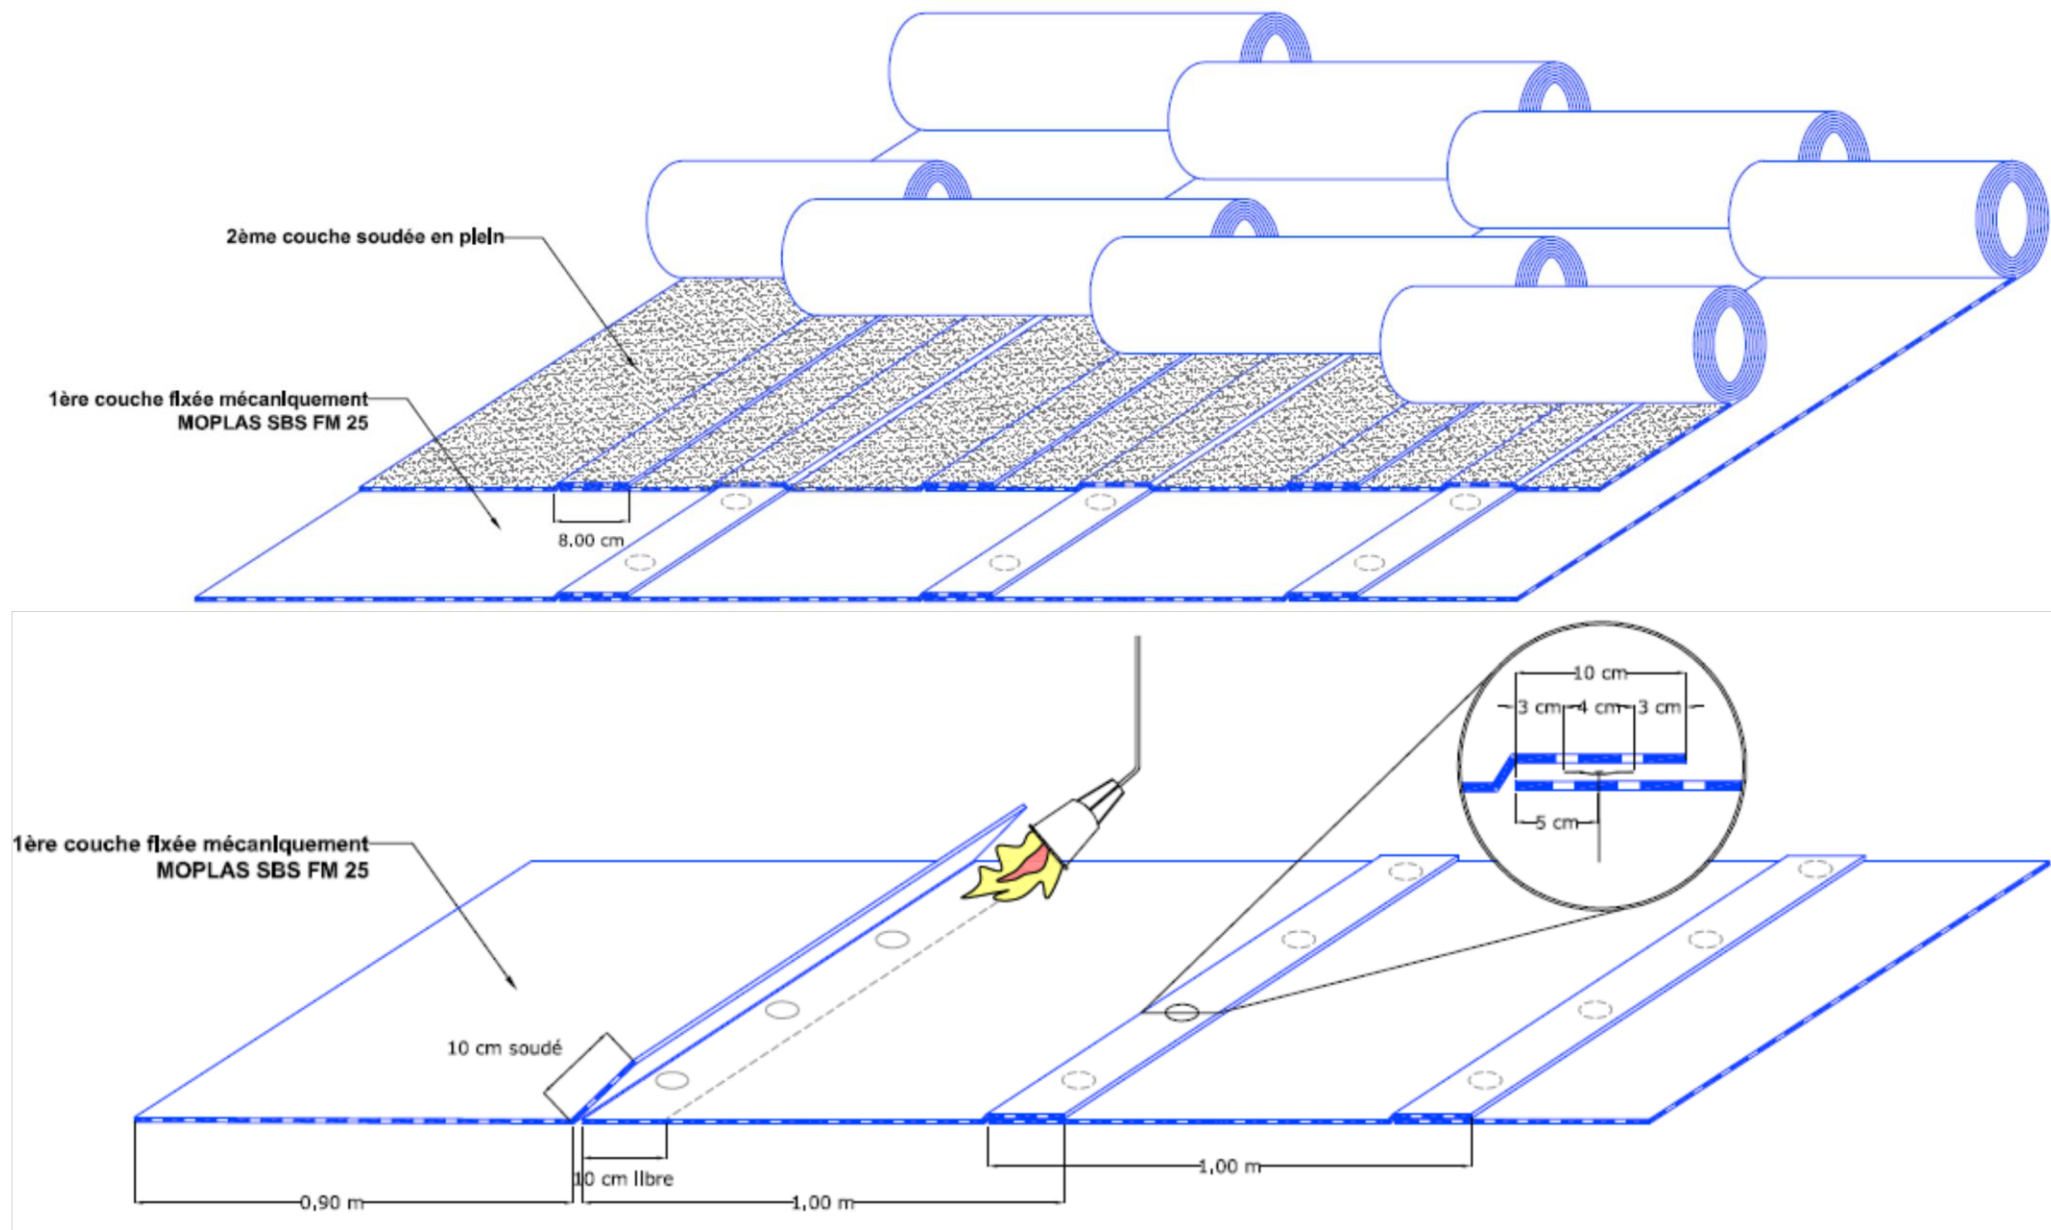 2ème couche soudée en plein
1ère couche fixée mécaniquement
MOPLAS SBS FM 25
8.00 cm
10 cm
3 cm 4 cm 3 cm
5 cm
1ère couche fixée mécaniquement
MOPLAS SBS FM 25
10 cm soudé
1,00 m
10 cm libre
0,90 m
1,00 m